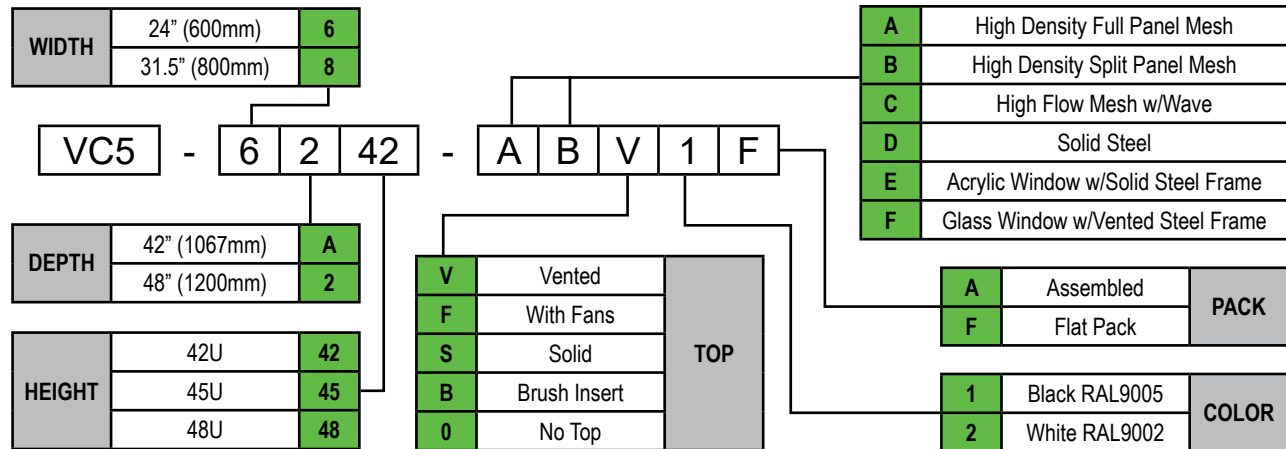 WIDTH
24” (600mm) 6
31.5” (800mm) 8
VC5 - 6 2 42 - A B V 1 F
DEPTH
42” (1067mm) A
48” (1200mm) 2
HEIGHT
42U 42
45U 45
48U 48
V Vented
F With Fans
S Solid
B Brush Insert
0 No Top
TOP
A High Density Full Panel Mesh
B High Density Split Panel Mesh
C High Flow Mesh w/Wave
D Solid Steel
E Acrylic Window w/Solid Steel Frame
F Glass Window w/Vented Steel Frame
A Assembled
F Flat Pack
PACK
1 Black RAL9005
2 White RAL9002
COLOR